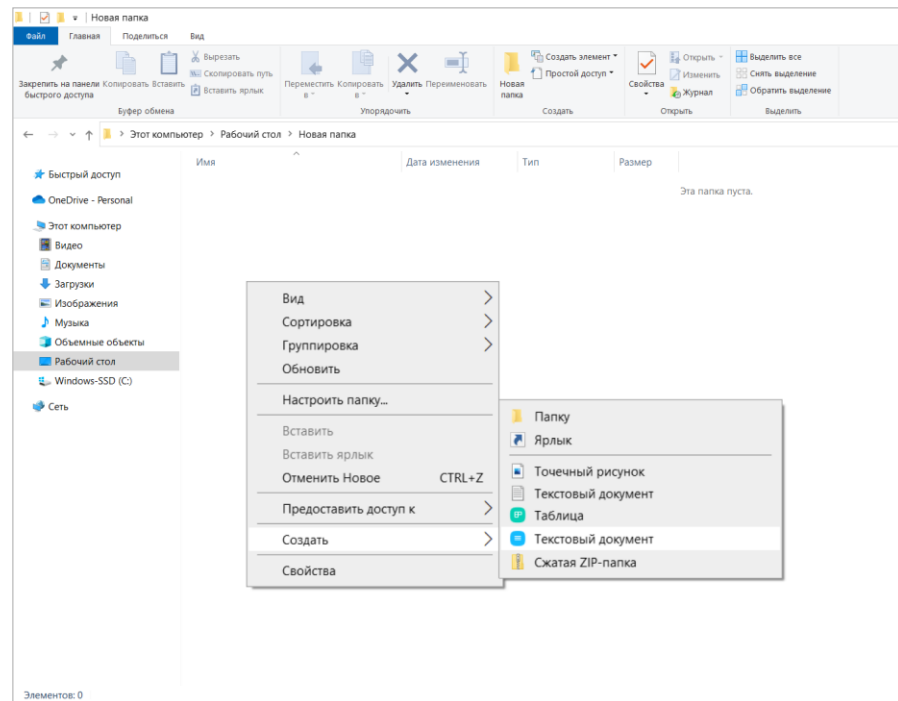 Новая папка
Файл Главная Поделиться Вид
Закрепить на панели быстрого доступа
Копировать
Вставить
Вырезать
Скопировать путь
Вставить ярлык
Буфер обмена
Переместить в
Копировать в
Удалить
Переименовать
Упорядочить
Новая папка
Создать элемент
Простой доступ
Создать
Свойства
Открыть
Изменить
Журнал
Открыть
Выделить все
Снять выделение
Обратить выделение
Выделить
Этот компьютер > Рабочий стол > Новая папка
Имя Дата изменения Тип Размер
Эта папка пуста.
Быстрый доступ
OneDrive - Personal
Этот компьютер
Видео
Документы
Загрузки
Изображения
Музыка
Объемные объекты
Рабочий стол
Windows-SSD (C:)
Сеть
Вид
Сортировка
Группировка
Обновить
Настроить папку...
Вставить
Вставить ярлык
Отменить Новое CTRL+Z
Предоставить доступ к
Создать
Свойства
Папку
Ярлык
Точечный рисунок
Текстовый документ
Таблица
Текстовый документ
Сжатая ZIP-папка
Элементов: 0